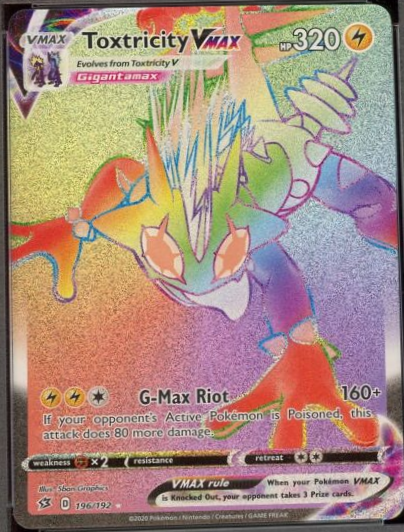 VMAX Toxtricity VMAX HP 320
Evolves from Toxtricity V
Gigantamax
G-Max Riot 160+
If your opponent's Active Pokémon is Poisoned, this
attack does 80 more damage.
weakness ×2 resistance retreat
VMAX rule When your Pokémon VMAX
is Knocked Out, your opponent takes 3 Prize cards.
Illus. 5ban Graphics
D 196/192
©2020 Pokémon / Nintendo / Creatures / GAME FREAK